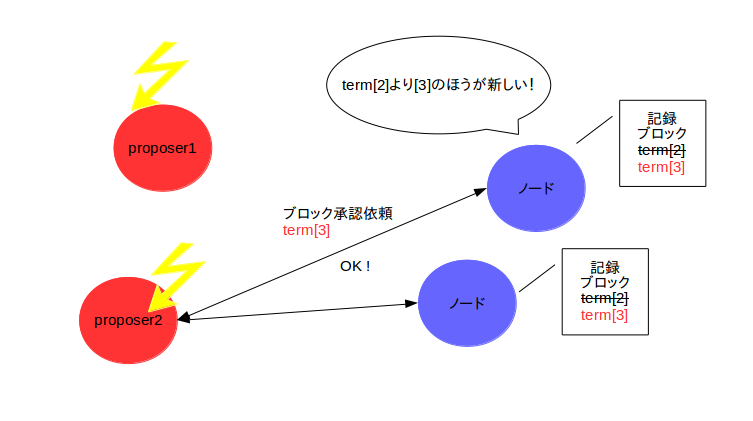 term[2]より[3]のほうが新しい!
proposer1
記録
ブロック
term[2]
term[3]
ノード
ブロック承認依頼
term[3]
OK !
記録
ブロック
term[2]
term[3]
ノード
proposer2